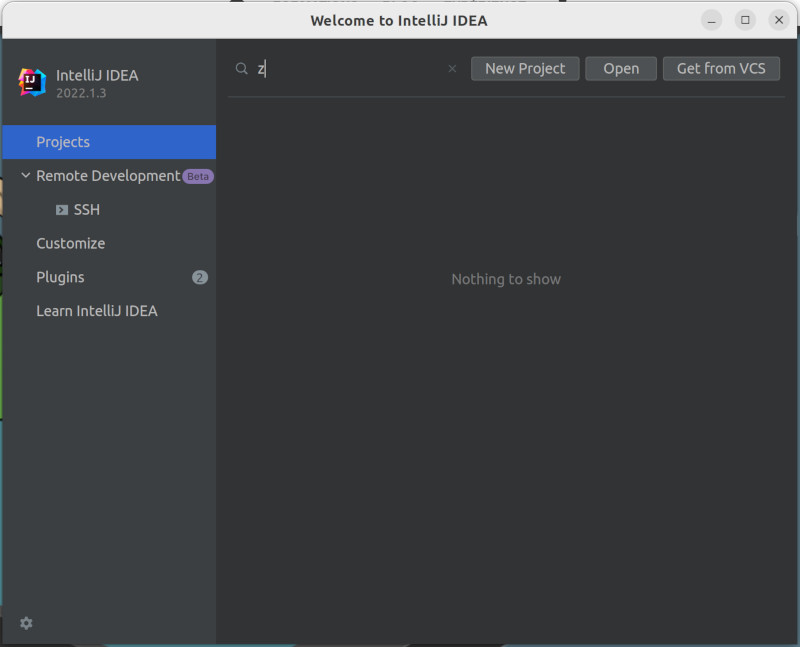 Welcome to IntelliJ IDEA
IJ
IntelliJ IDEA
2022.1.3
z
New Project
Open
Get from VCS
Projects
Remote Development Beta
SSH
Customize
Plugins 2
Learn IntelliJ IDEA
Nothing to show